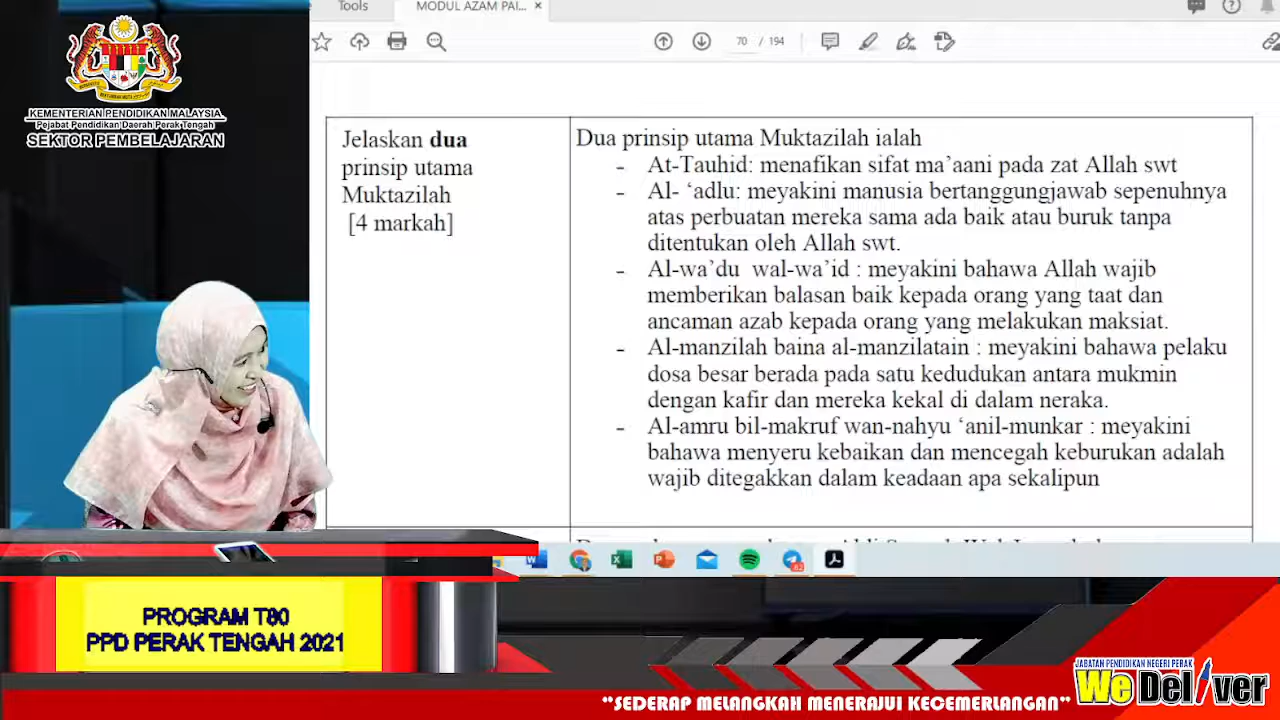 Tools
MODUL AZAM PAI...
70 / 194
KEMENTERIAN PENDIDIKAN MALAYSIA
Pejabat Pendidikan Daerah Perak Tengah
SEKTOR PEMBELAJARAN
Jelaskan dua
prinsip utama
Muktazilah
[4 markah]
Dua prinsip utama Muktazilah ialah
- At-Tauhid: menafikan sifat ma’aani pada zat Allah swt
- Al- ‘adlu: meyakini manusia bertanggungjawab sepenuhnya
atas perbuatan mereka sama ada baik atau buruk tanpa
ditentukan oleh Allah swt.
- Al-wa’du wal-wa’id : meyakini bahawa Allah wajib
memberikan balasan baik kepada orang yang taat dan
ancaman azab kepada orang yang melakukan maksiat.
- Al-manzilah baina al-manzilatain : meyakini bahawa pelaku
dosa besar berada pada satu kedudukan antara mukmin
dengan kafir dan mereka kekal di dalam neraka.
- Al-amru bil-makruf wan-nahyu ‘anil-munkar : meyakini
bahawa menyeru kebaikan dan mencegah keburukan adalah
wajib ditegakkan dalam keadaan apa sekalipun
PROGRAM T80
PPD PERAK TENGAH 2021
JABATAN PENDIDIKAN NEGERI PERAK
We Deliver
"SEDERAP MELANGKAH MENERAJUI KECEMERLANGAN"